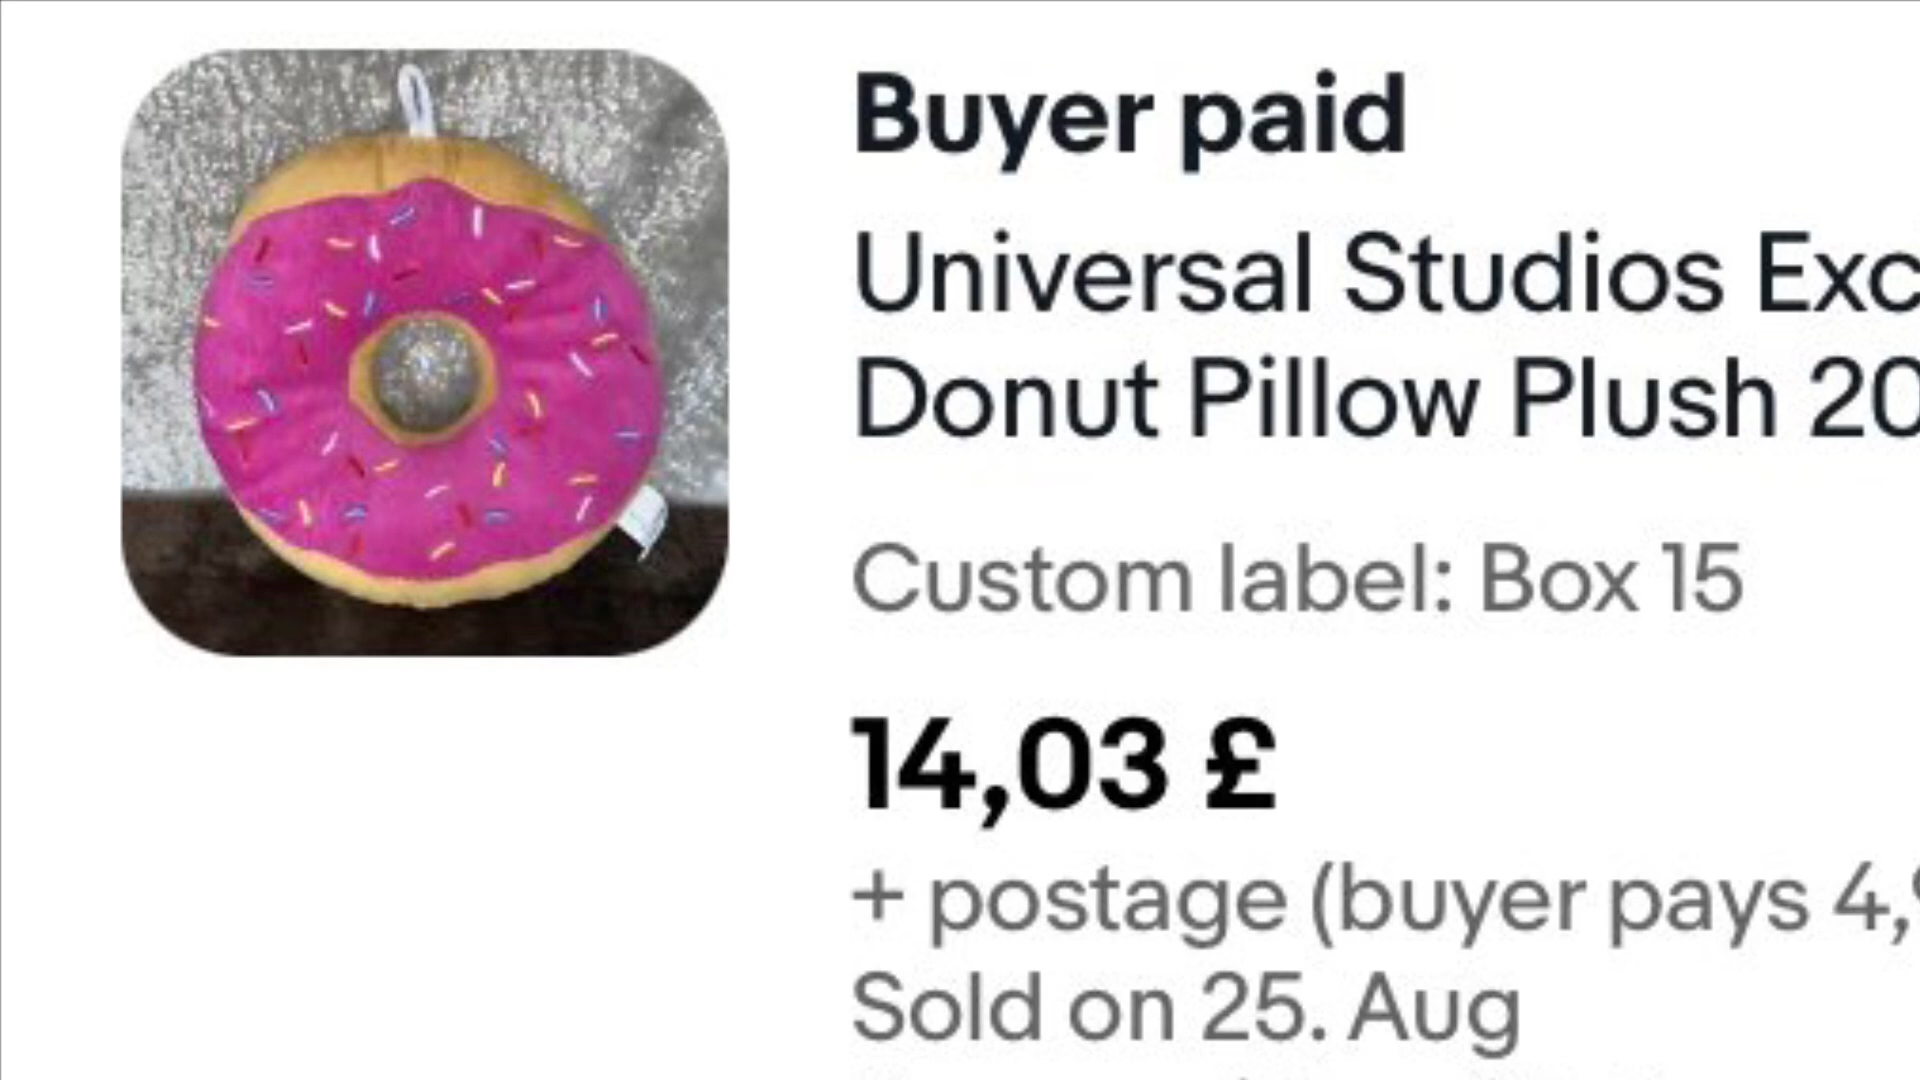 Buyer paid
Universal Studios Exc
Donut Pillow Plush 20
Custom label: Box 15
14,03 £
+ postage (buyer pays 4,9
Sold on 25. Aug